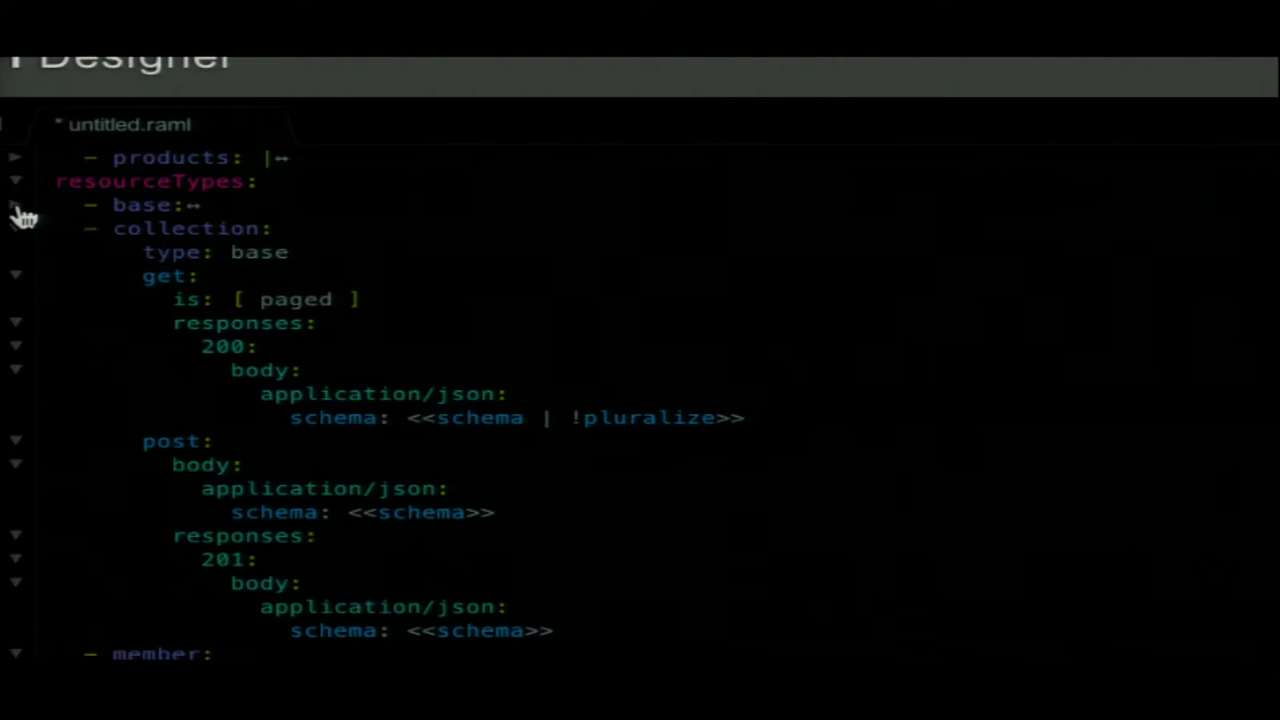 Designer
* untitled.raml
- products: |↔
resourceTypes:
- base:↔
- collection:
type: base
get:
is: [ paged ]
responses:
200:
body:
application/json:
schema: <<schema | !pluralize>>
post:
body:
application/json:
schema: <<schema>>
responses:
201:
body:
application/json:
schema: <<schema>>
- member: